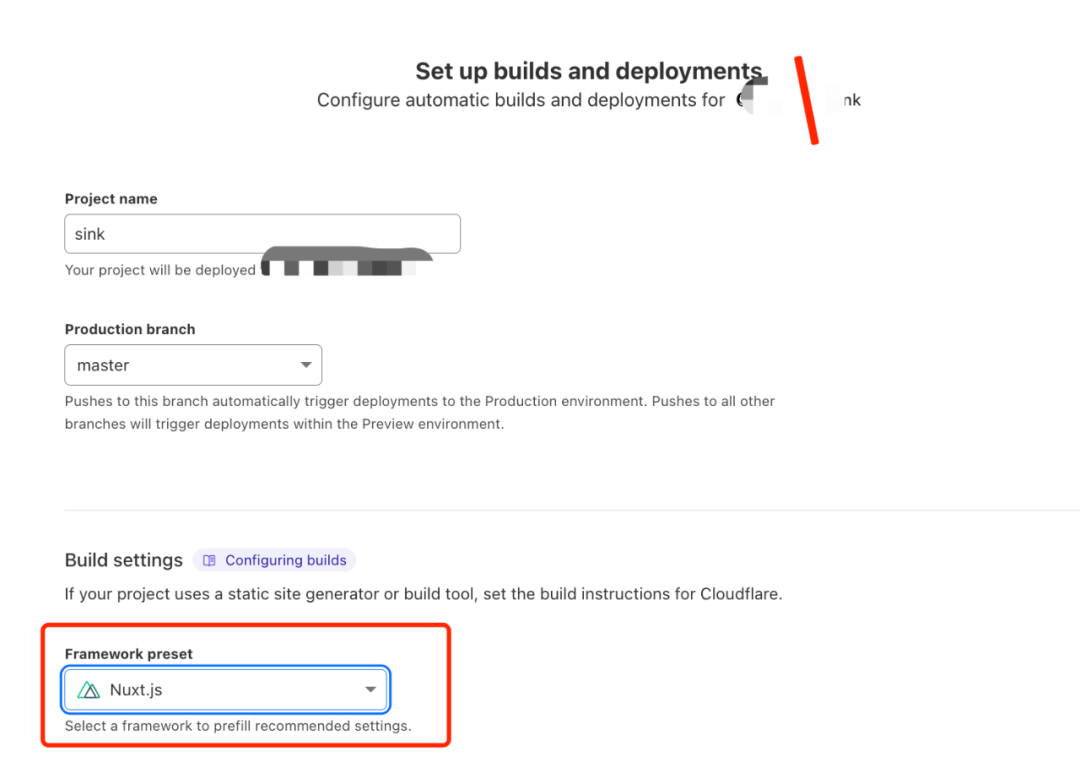 Set up builds and deployments
Configure automatic builds and deployments for
Project name
sink
Your project will be deployed
Production branch
master
Pushes to this branch automatically trigger deployments to the Production environment. Pushes to all other
branches will trigger deployments within the Preview environment.
Build settings Configuring builds
If your project uses a static site generator or build tool, set the build instructions for Cloudflare.
Framework preset
Nuxt.js
Select a framework to prefill recommended settings.